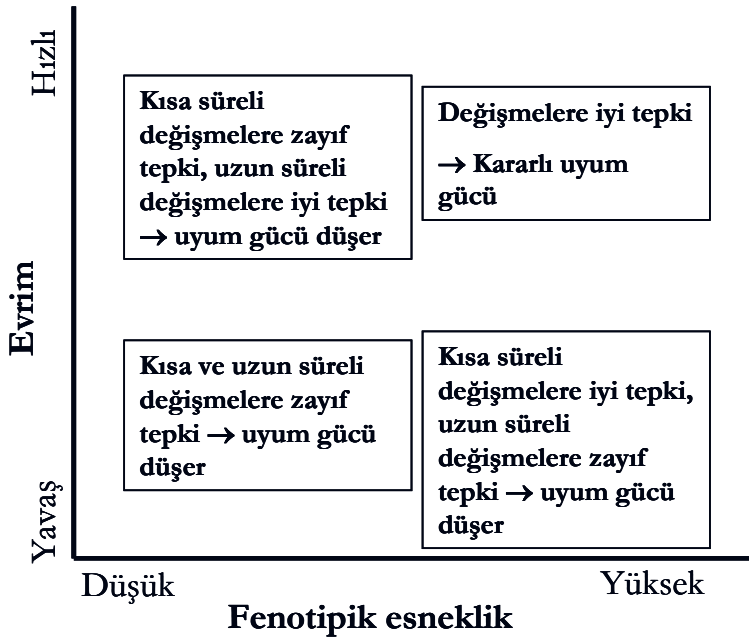 Hızlı
Kısa süreli
değişmelere zayıf
tepki, uzun süreli
değişmelere iyi tepki
→ uyum gücü düşer
Değişmelere iyi tepki
→ Kararlı uyum
gücü
Evrim
Kısa ve uzun süreli
değişmelere zayıf
tepki → uyum gücü
düşer
Kısa süreli
değişmelere iyi tepki,
uzun süreli
değişmelere zayıf
tepki → uyum gücü
düşer
Yavaş
Düşük
Yüksek
Fenotipik esneklik